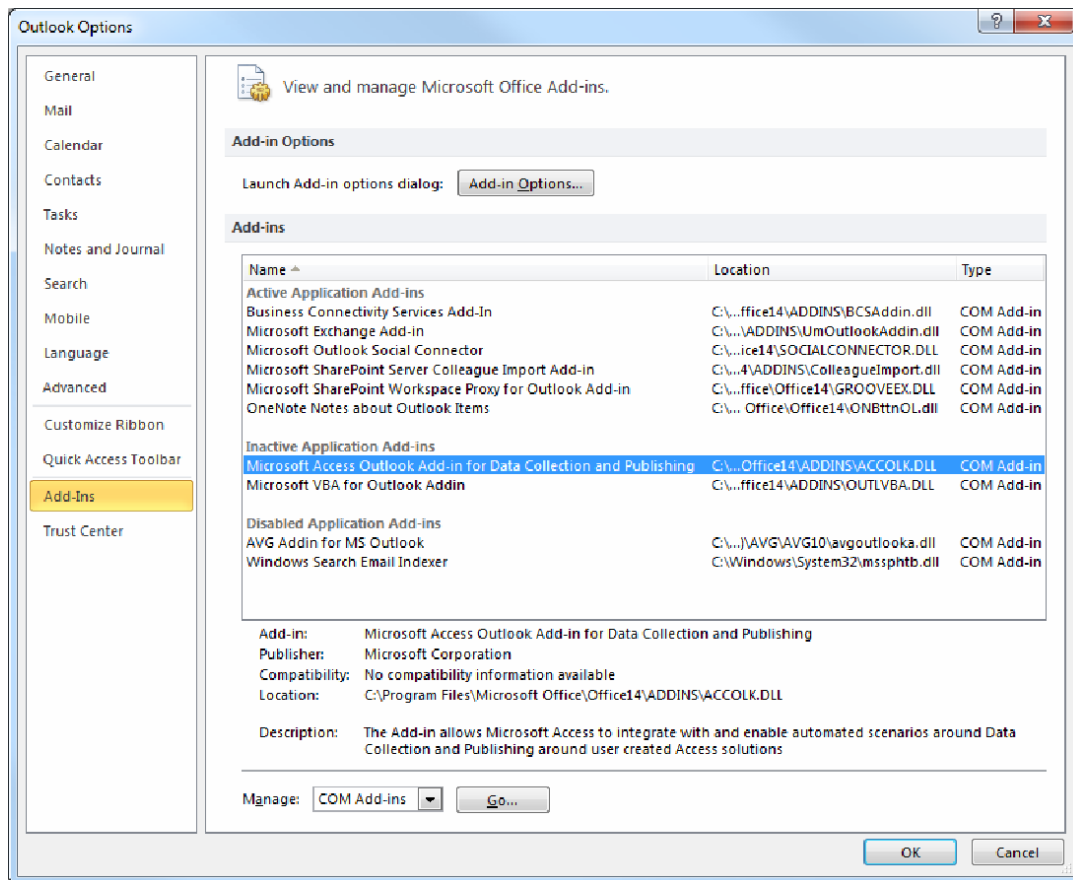 Outlook Options
General
Mail
Calendar
Contacts
Tasks
Notes and Journal
Search
Mobile
Language
Advanced
Customize Ribbon
Quick Access Toolbar
Add-Ins
Trust Center
View and manage Microsoft Office Add-ins.
Add-in Options
Launch Add-in options dialog: Add-in Options...
Add-ins
Name Location Type
Active Application Add-ins
Business Connectivity Services Add-In C:\...ffice14\ADDINS\BCSAddin.dll COM Add-in
Microsoft Exchange Add-in C:\...\ADDINS\UmOutlookAddin.dll COM Add-in
Microsoft Outlook Social Connector C:\...ice14\SOCIALCONNECTOR.DLL COM Add-in
Microsoft SharePoint Server Colleague Import Add-in C:\...4\ADDINS\ColleagueImport.dll COM Add-in
Microsoft SharePoint Workspace Proxy for Outlook Add-in C:\...ffice\Office14\GROOVEEX.DLL COM Add-in
OneNote Notes about Outlook Items C:\... Office\Office14\ONBttnOL.dll COM Add-in
Inactive Application Add-ins
Microsoft Access Outlook Add-in for Data Collection and Publishing C:\...Office14\ADDINS\ACCOLK.DLL COM Add-in
Microsoft VBA for Outlook Addin C:\...ffice14\ADDINS\OUTLVBA.DLL COM Add-in
Disabled Application Add-ins
AVG Addin for MS Outlook C:\...)\AVG\AVG10\avgoutlooka.dll COM Add-in
Windows Search Email Indexer C:\Windows\System32\mssphtb.dll COM Add-in
Add-in: Microsoft Access Outlook Add-in for Data Collection and Publishing
Publisher: Microsoft Corporation
Compatibility: No compatibility information available
Location: C:\Program Files\Microsoft Office\Office14\ADDINS\ACCOLK.DLL
Description: The Add-in allows Microsoft Access to integrate with and enable automated scenarios around Data
Collection and Publishing around user created Access solutions
Manage: COM Add-ins Go...
OK Cancel